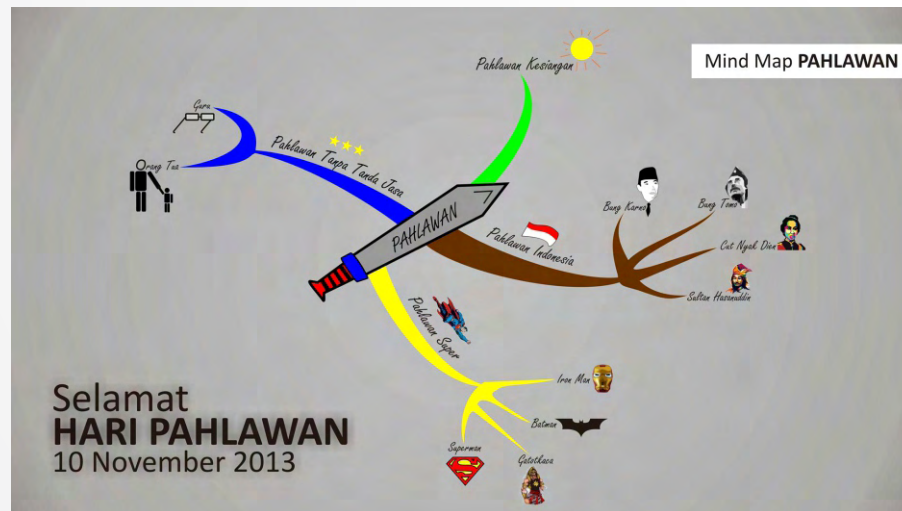 Mind Map PAHLAWAN
Pahlawan Kesiangan
Guru
Pahlawan Tanpa Tanda Jasa
Orang Tua
PAHLAWAN
Pahlawan Indonesia
Bung Karno
Bung Tomo
Cut Nyak Dien
Sultan Hasanuddin
Pahlawan Super
Iron Man
Batman
Superman
S
Gatotkaca
Selamat
HARI PAHLAWAN
10 November 2013